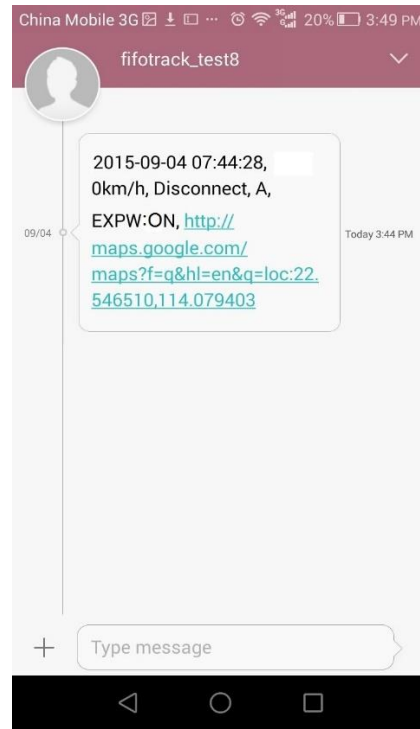 China Mobile 3G ... 3G G 20% 3:49 PM
fifotrack_test8
2015-09-04 07:44:28,
0km/h, Disconnect, A,
EXPW:ON, http://
maps.google.com/
maps?f=q&hl=en&q=loc:22.
546510,114.079403
09/04
Today 3:44 PM
Type message